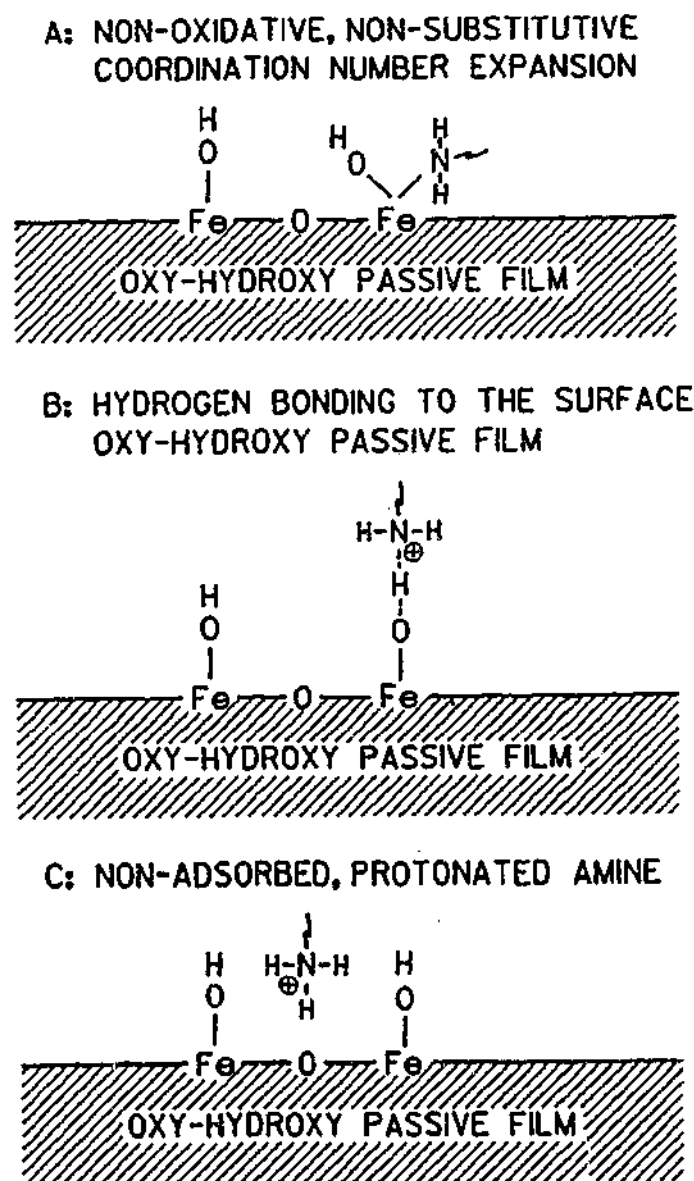 A: NON-OXIDATIVE, NON-SUBSTITUTIVE
COORDINATION NUMBER EXPANSION
H
O
Fe
O
H
O
H
N
H
Fe
OXY-HYDROXY PASSIVE FILM
B: HYDROGEN BONDING TO THE SURFACE
OXY-HYDROXY PASSIVE FILM
H-N-H
⊕
H
O
H
O
Fe
O
Fe
OXY-HYDROXY PASSIVE FILM
C: NON-ADSORBED, PROTONATED AMINE
H
O
H-N-H
⊕
H
H
O
Fe
O
Fe
OXY-HYDROXY PASSIVE FILM